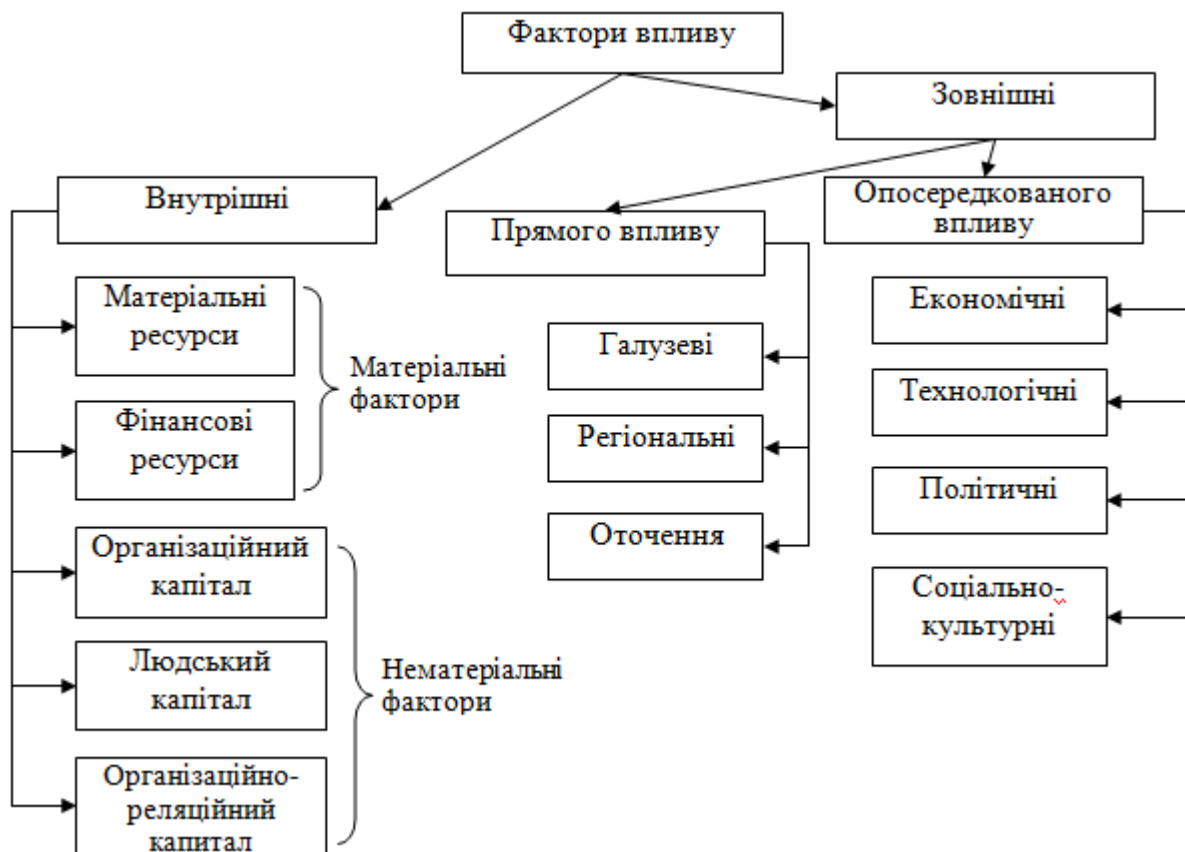 Фактори впливу
Зовнішні
Внутрішні
Прямого впливу
Опосередкованого
впливу
Матеріальні
ресурси
Фінансові
ресурси
Матеріальні
фактори
Організаційний
капітал
Людський
капітал
Організаційно-
реляційний
капитал
Нематеріальні
фактори
Галузеві
Регіональні
Оточення
Економічні
Технологічні
Політичні
Соціально-
культурні